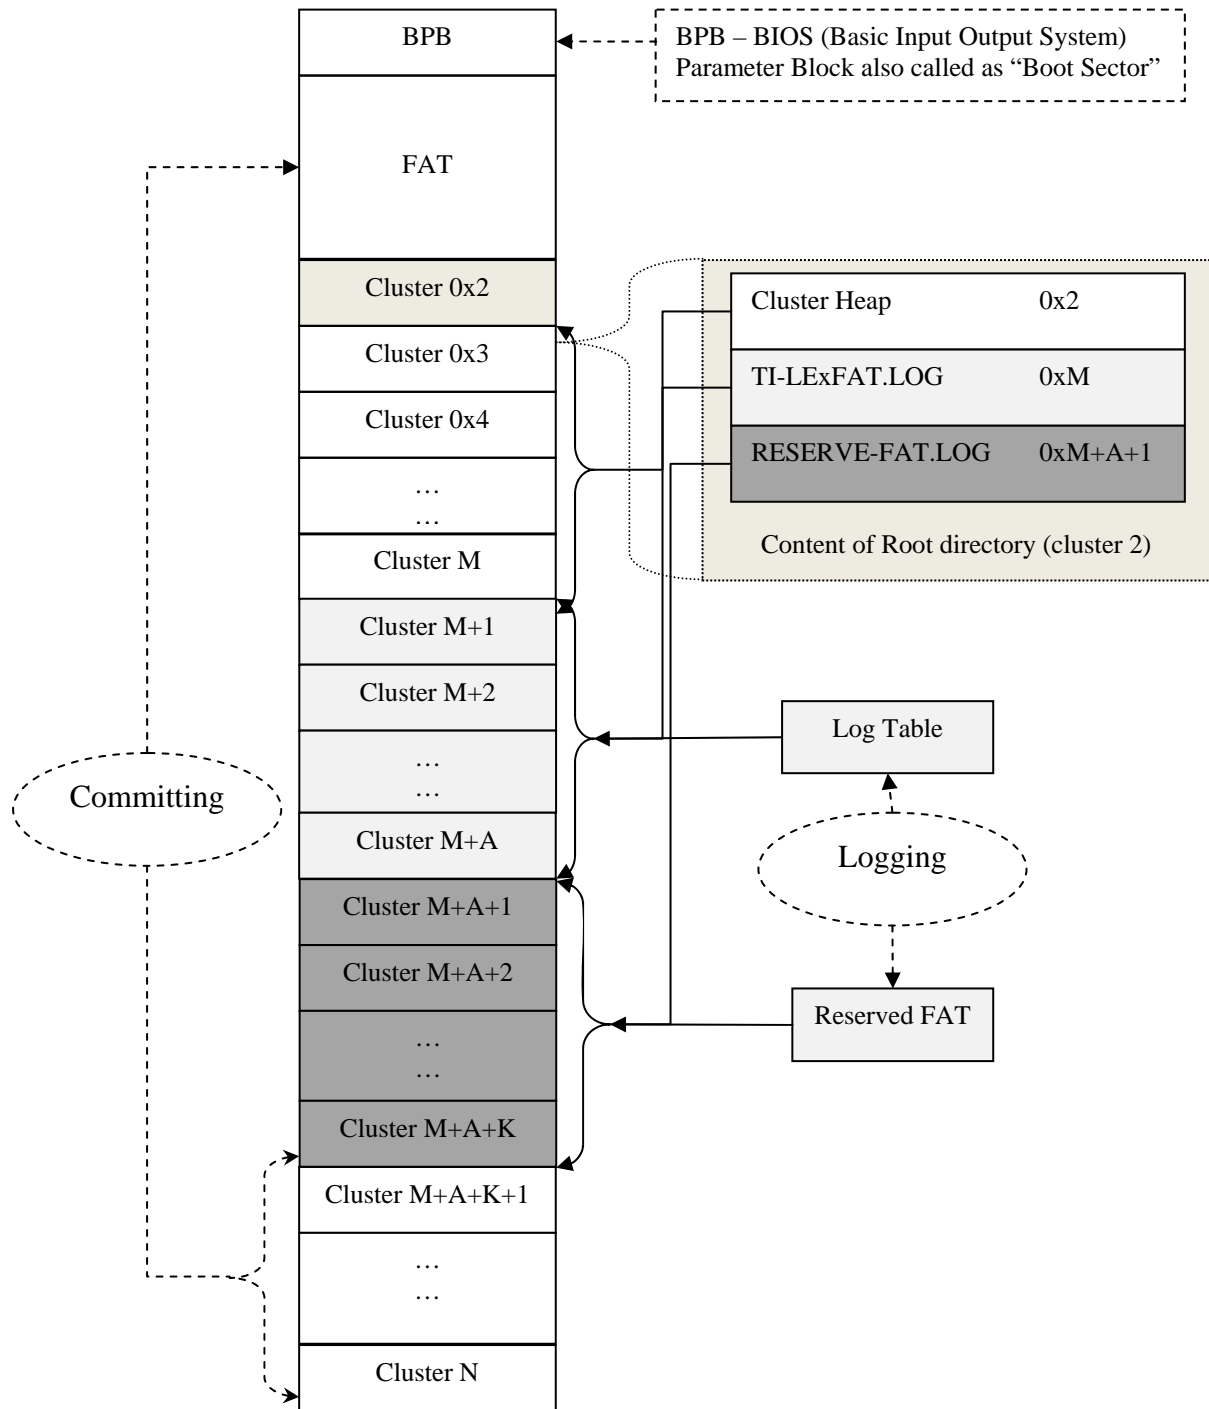 BPB
BPB – BIOS (Basic Input Output System)
Parameter Block also called as “Boot Sector”
FAT
Cluster 0x2
Cluster 0x3
Cluster 0x4
…
…
Cluster M
Cluster M+1
Cluster M+2
…
…
Cluster M+A
Cluster M+A+1
Cluster M+A+2
…
…
Cluster M+A+K
Cluster M+A+K+1
…
…
Cluster N
Cluster Heap 0x2
TI-LExFAT.LOG 0xM
RESERVE-FAT.LOG 0xM+A+1
Content of Root directory (cluster 2)
Log Table
Logging
Reserved FAT
Committing